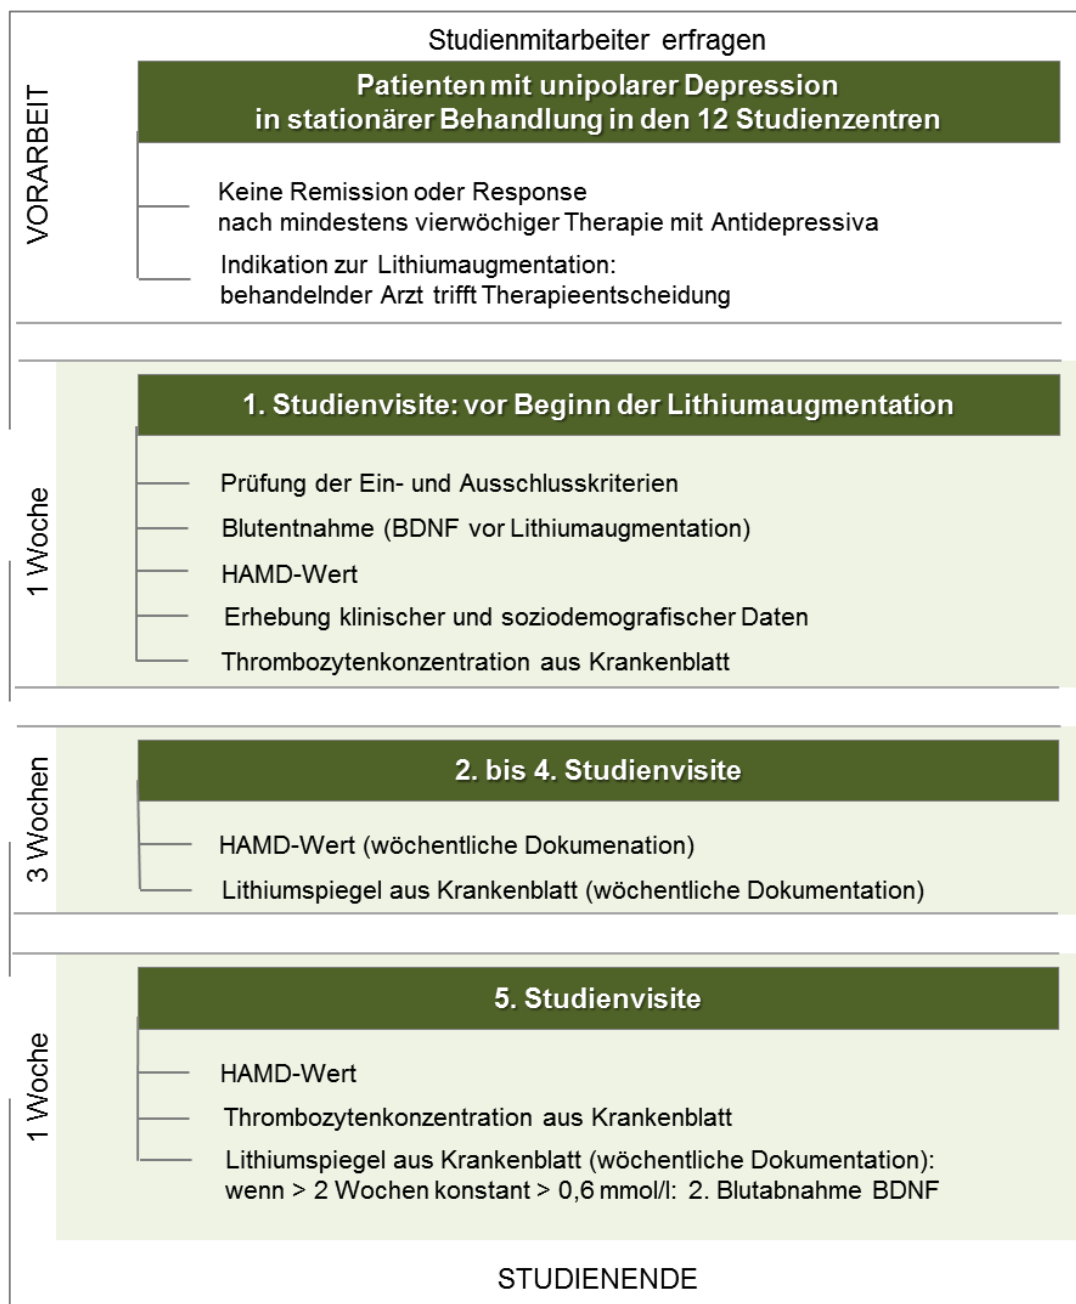 Studienmitarbeiter erfragen
VORARBEIT
Patienten mit unipolarer Depression
in stationärer Behandlung in den 12 Studienzentren
Keine Remission oder Response
nach mindestens vierwöchiger Therapie mit Antidepressiva
Indikation zur Lithiumaugmentation:
behandelnder Arzt trifft Therapieentscheidung
1 Woche
1. Studienvisite: vor Beginn der Lithiumaugmentation
Prüfung der Ein- und Ausschlusskriterien
Blutentnahme (BDNF vor Lithiumaugmentation)
HAMD-Wert
Erhebung klinischer und soziodemografischer Daten
Thrombozytenkonzentration aus Krankenblatt
3 Wochen
2. bis 4. Studienvisite
HAMD-Wert (wöchentliche Dokumenation)
Lithiumspiegel aus Krankenblatt (wöchentliche Dokumentation)
1 Woche
5. Studienvisite
HAMD-Wert
Thrombozytenkonzentration aus Krankenblatt
Lithiumspiegel aus Krankenblatt (wöchentliche Dokumentation):
wenn > 2 Wochen konstant > 0,6 mmol/l: 2. Blutabnahme BDNF
STUDIENENDE